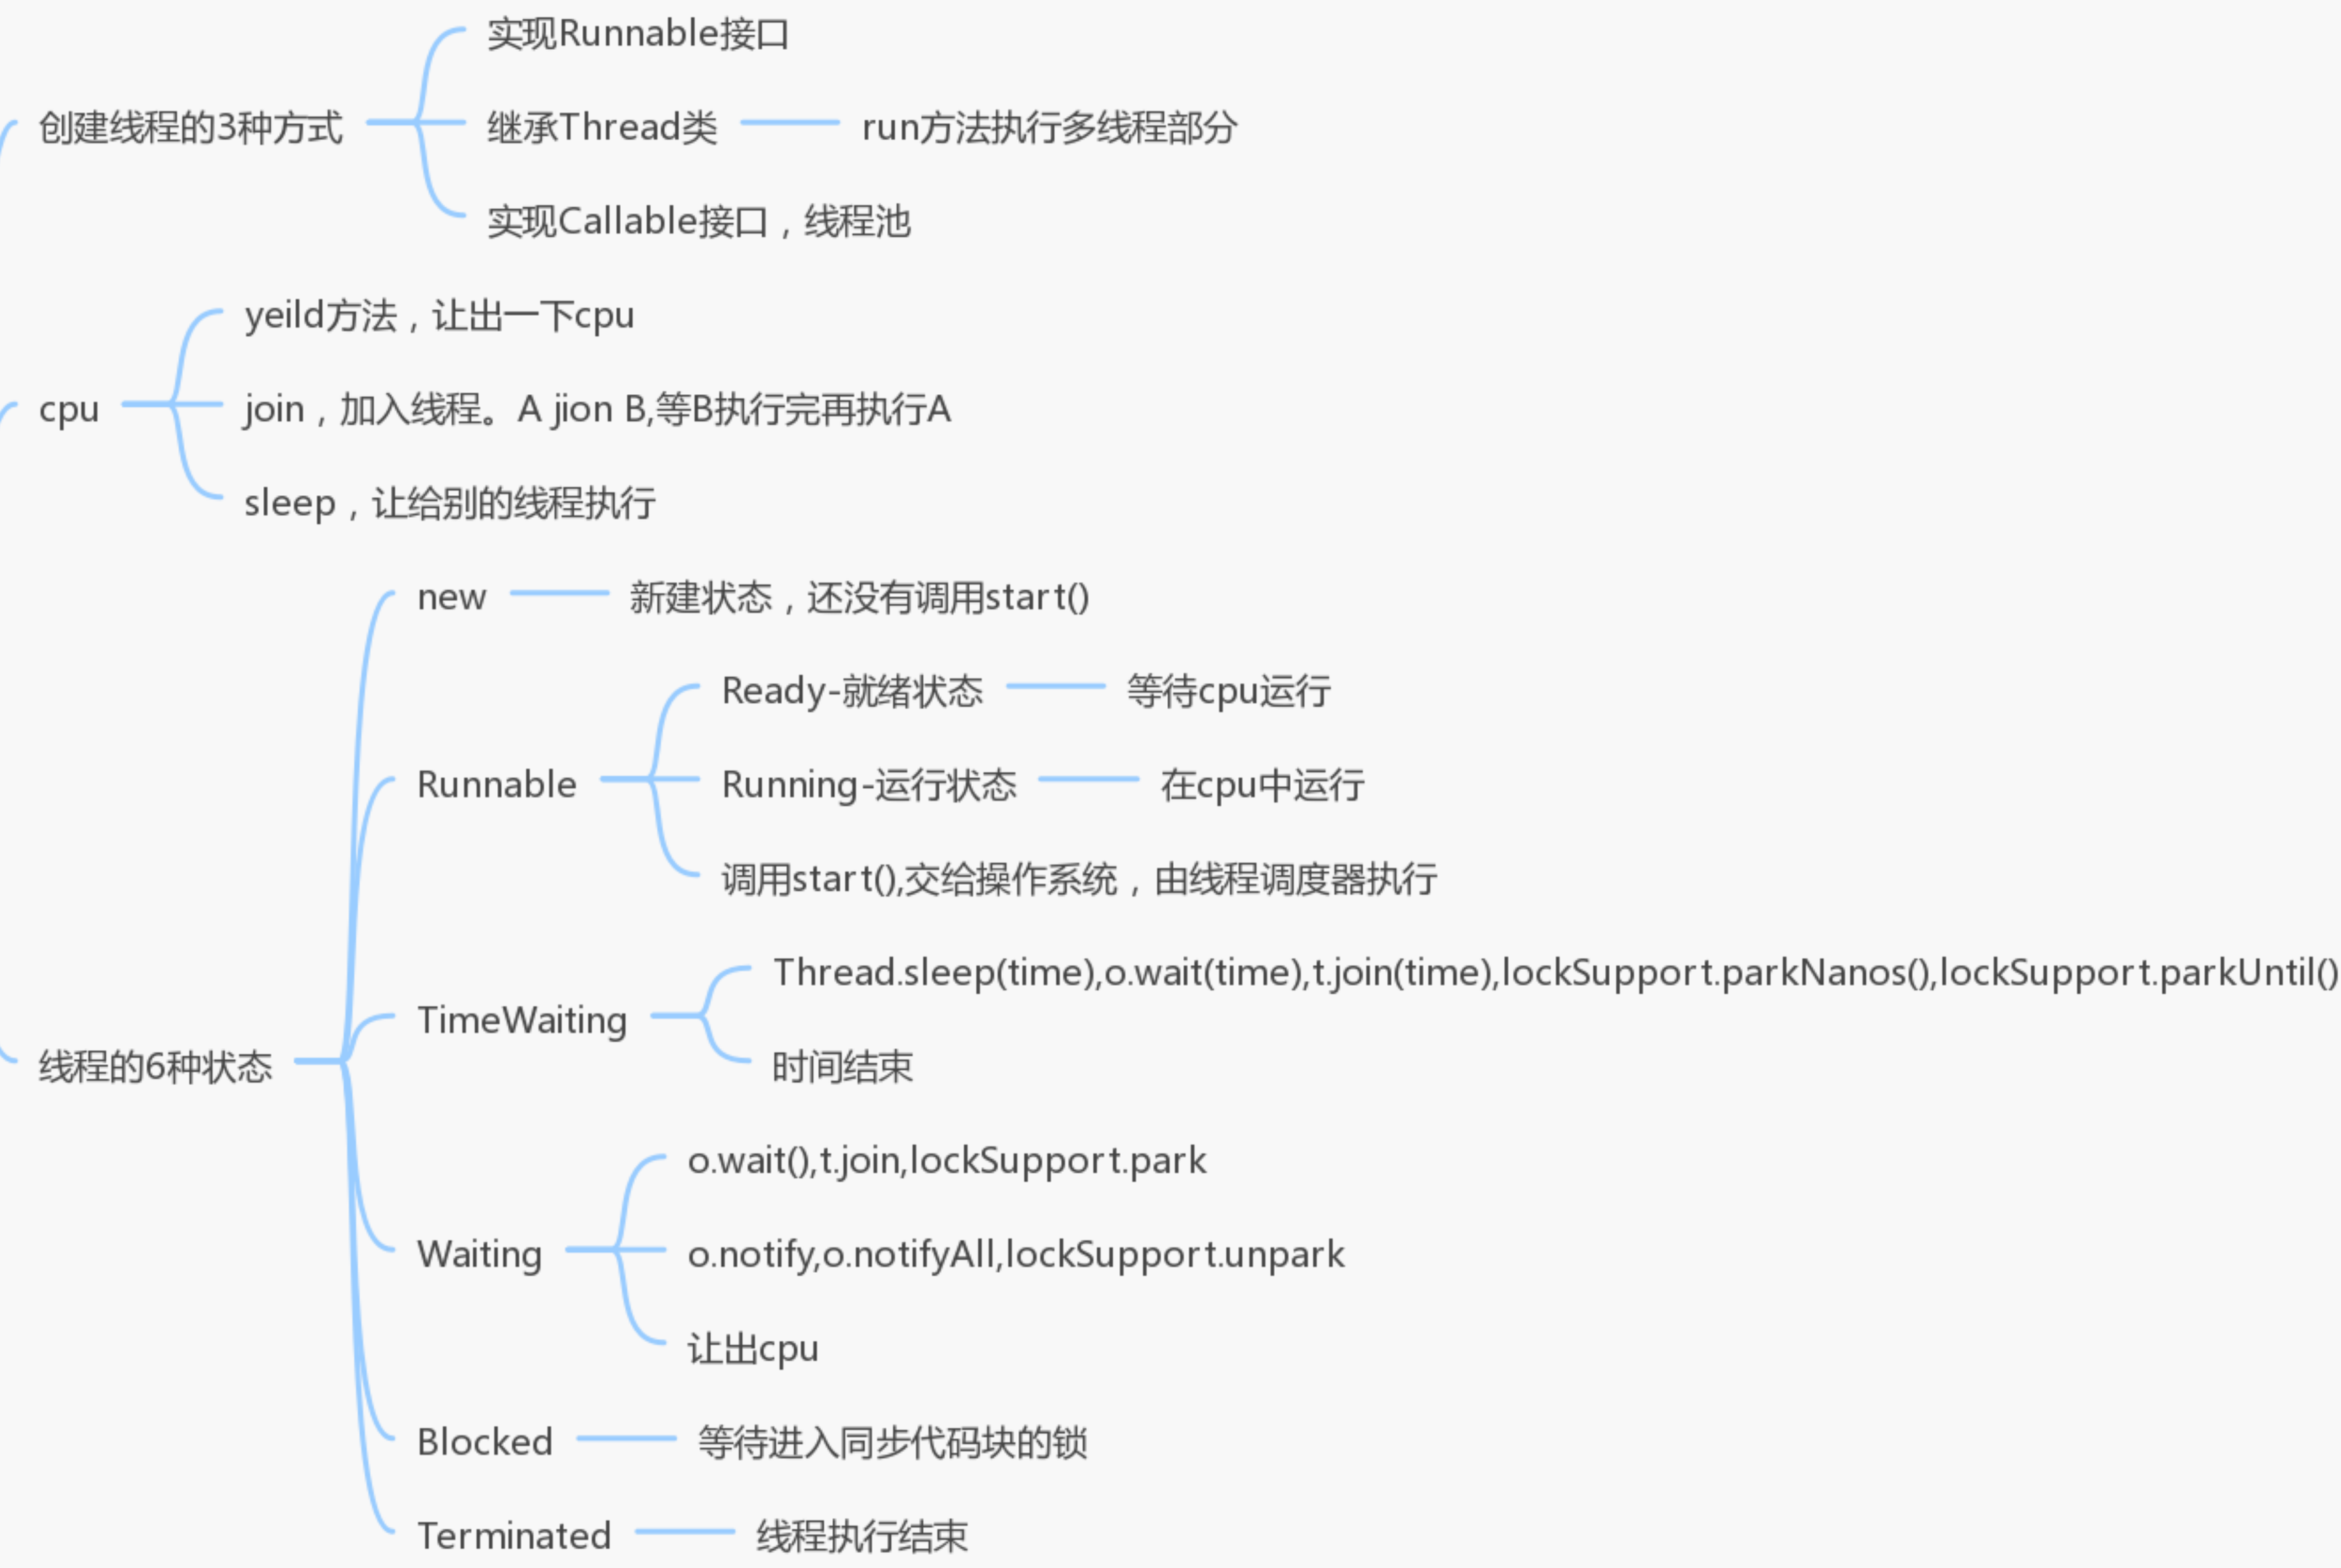 实现Runnable接口
创建线程的3种方式
继承Thread类
run方法执行多线程部分
实现Callable接口，线程池
yeild方法，让出一下cpu
cpu
join，加入线程。A jion B,等B执行完再执行A
sleep，让给别的线程执行
new
新建状态，还没有调用start()
Ready-就绪状态
等待cpu运行
Runnable
Running-运行状态
在cpu中运行
调用start(),交给操作系统，由线程调度器执行
Thread.sleep(time),o.wait(time),t.join(time),lockSupport.parkNanos(),lockSupport.parkUntil()
TimeWaiting
时间结束
线程的6种状态
o.wait(),t.join,lockSupport.park
Waiting
o.notify,o.notifyAll,lockSupport.unpark
让出cpu
Blocked
等待进入同步代码块的锁
Terminated
线程执行结束